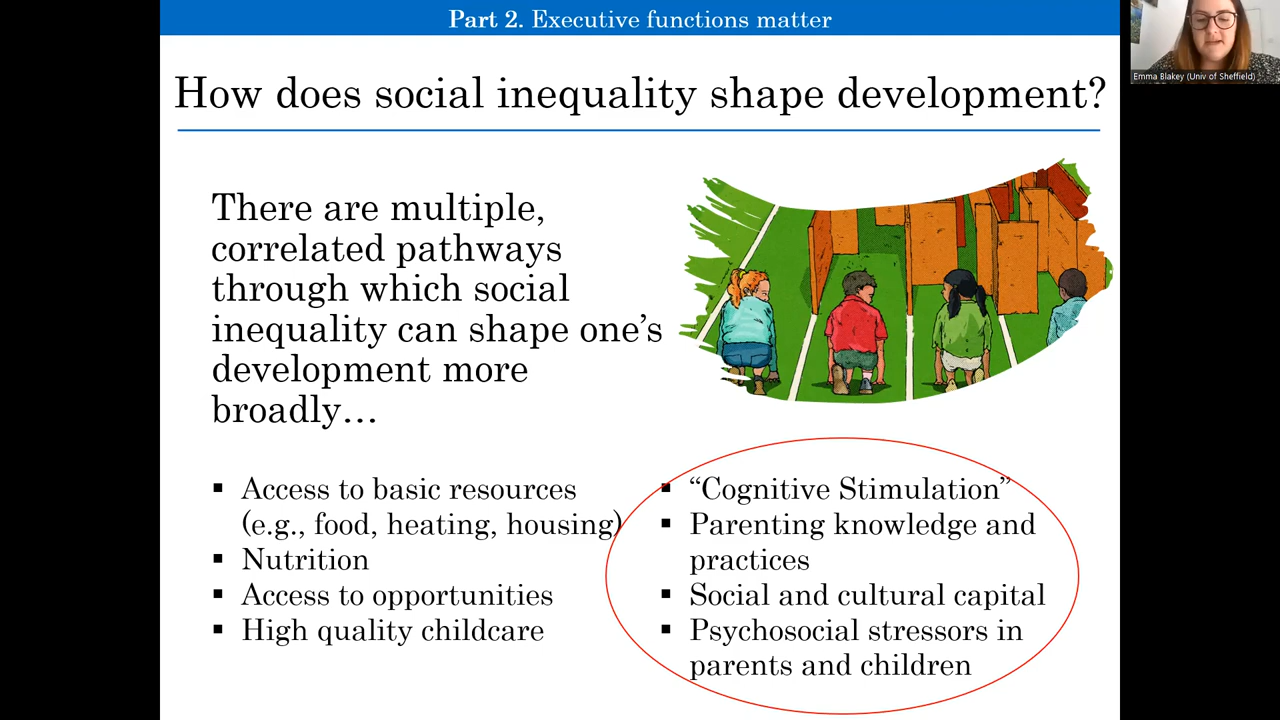 Part 2. Executive functions matter
Emma Blakey (Univ of Sheffield)
How does social inequality shape development?
There are multiple,
correlated pathways
through which social
inequality can shape one’s
development more
broadly…
▪ Access to basic resources
(e.g., food, heating, housing)
▪ Nutrition
▪ Access to opportunities
▪ High quality childcare
▪ “Cognitive Stimulation”
▪ Parenting knowledge and
practices
▪ Social and cultural capital
▪ Psychosocial stressors in
parents and children